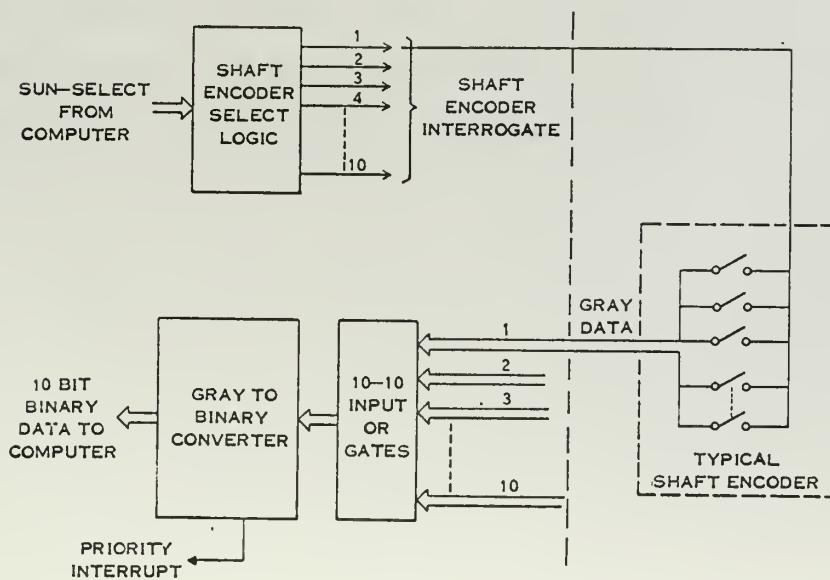 SUN—SELECT
FROM
COMPUTER
SHAFT
ENCODER
SELECT
LOGIC
1
2
3
4
10
SHAFT
ENCODER
INTERROGATE
GRAY
DATA
1
2
3
10
10—10
INPUT
OR
GATES
GRAY TO
BINARY
CONVERTER
10 BIT
BINARY
DATA TO
COMPUTER
PRIORITY
INTERRUPT
TYPICAL
SHAFT ENCODER